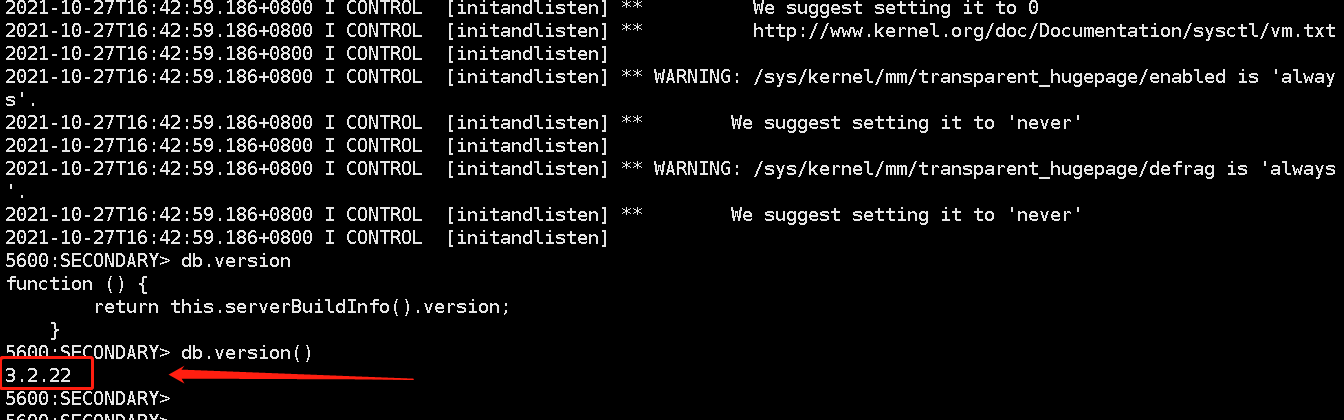 2021-10-27T16:42:59.186+0800 I CONTROL  [initandlisten] **          We suggest setting it to 0
2021-10-27T16:42:59.186+0800 I CONTROL  [initandlisten] **          http://www.kernel.org/doc/Documentation/sysctl/vm.txt
2021-10-27T16:42:59.186+0800 I CONTROL  [initandlisten]
2021-10-27T16:42:59.186+0800 I CONTROL  [initandlisten] ** WARNING: /sys/kernel/mm/transparent_hugepage/enabled is 'alway
s'.
2021-10-27T16:42:59.186+0800 I CONTROL  [initandlisten] **        We suggest setting it to 'never'
2021-10-27T16:42:59.186+0800 I CONTROL  [initandlisten]
2021-10-27T16:42:59.186+0800 I CONTROL  [initandlisten] ** WARNING: /sys/kernel/mm/transparent_hugepage/defrag is 'always
'.
2021-10-27T16:42:59.186+0800 I CONTROL  [initandlisten] **        We suggest setting it to 'never'
2021-10-27T16:42:59.186+0800 I CONTROL  [initandlisten]
5600:SECONDARY> db.version
function () {
        return this.serverBuildInfo().version;
    }
5600:SECONDARY> db.version()
3.2.22
5600:SECONDARY>
5600:SECONDARY>